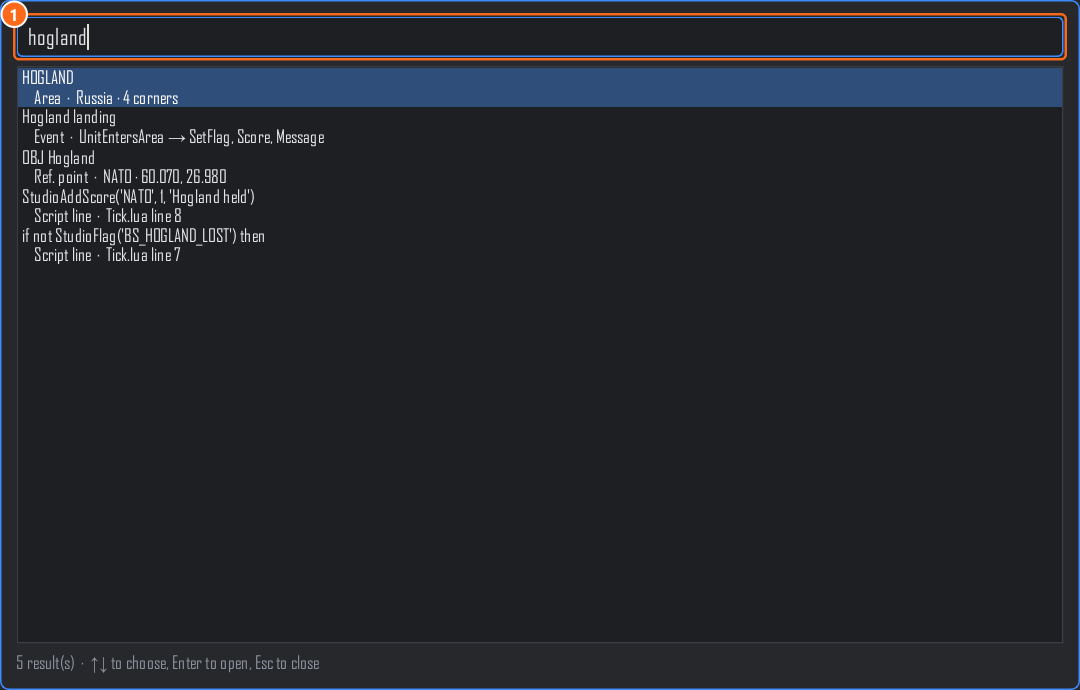 1
hogland
HOGLAND
Area · Russia · 4 corners
Hogland landing
Event · UnitEntersArea → SetFlag, Score, Message
OBJ Hogland
Ref. point · NATO · 60.070, 26.980
StudioAddScore('NATO', 1, 'Hogland held')
Script line · Tick.lua line 8
if not StudioFlag('BS_HOGLAND_LOST') then
Script line · Tick.lua line 7
5 result(s) · ↑↓ to choose, Enter to open, Esc to close